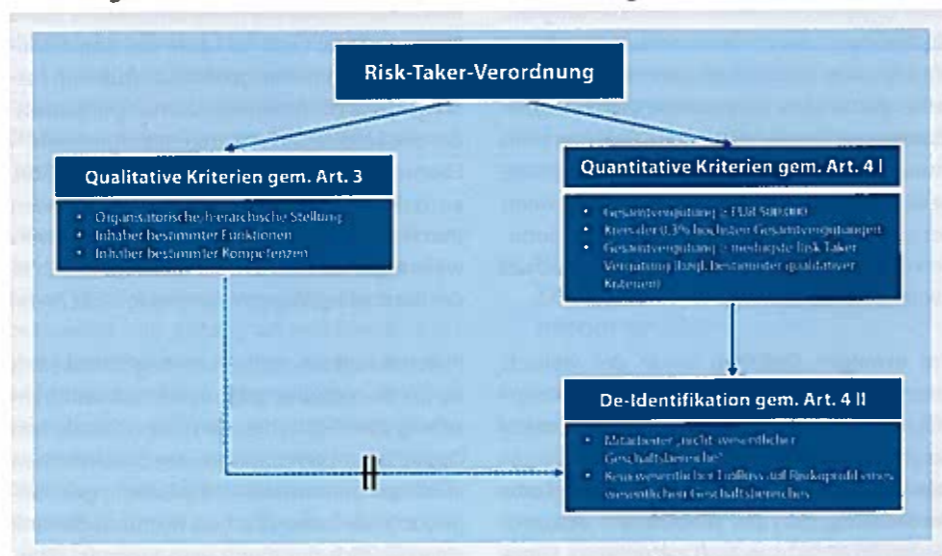 Risk-Taker-Verordnung
Qualitative Kriterien gem. Art. 3
• Organisatorische/hierarchische Stellung
• Inhaber bestimmter Funktionen
• Inhaber bestimmter Kompetenzen
Quantitative Kriterien gem. Art. 4 I
• Gesamtvergütung ≥ EUR 500.000
• Kreis der 0,3% höchsten Gesamtvergütungen
• Gesamtvergütung ≥ niedrigste Risk Taker
Vergütung (bzgl. bestimmter qualitativer
Kriterien)
De-Identifikation gem. Art. 4 II
• Mitarbeiter „nicht-wesentlicher
Geschäftsbereiche“
• Kein wesentlicher Einfluss auf Risikoprofil eines
wesentlichen Geschäftsbereiches